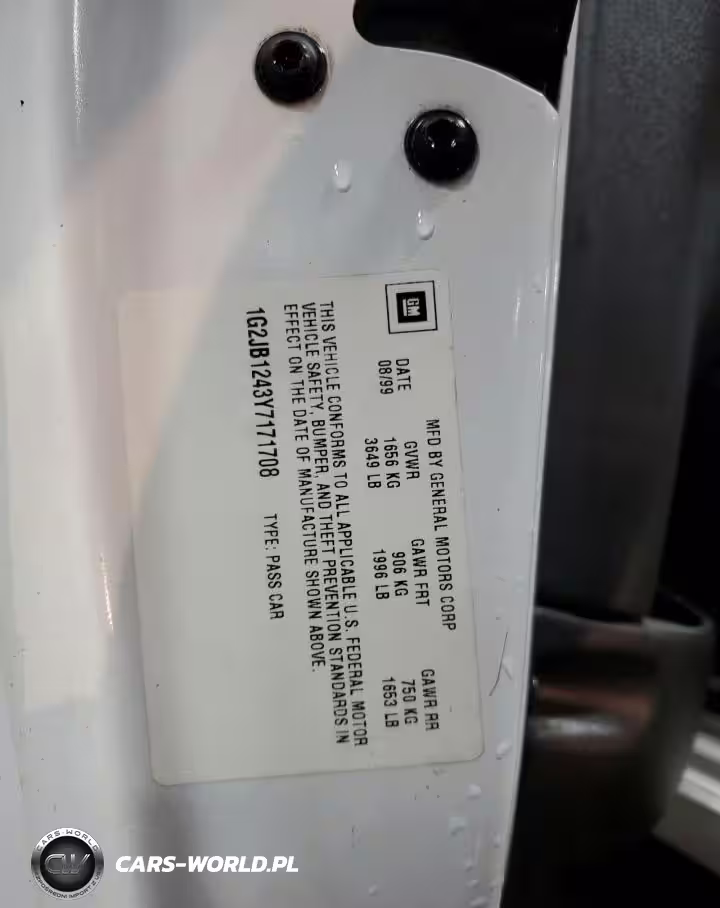 GM
MFD BY GENERAL MOTORS CORP
DATE GVWR GAWR FRT GAWR RR
08/99 1656 KG 906 KG 750 KG
3649 LB 1996 LB 1653 LB
THIS VEHICLE CONFORMS TO ALL APPLICABLE U.S. FEDERAL MOTOR
VEHICLE SAFETY, BUMPER, AND THEFT PREVENTION STANDARDS IN
EFFECT ON THE DATE OF MANUFACTURE SHOWN ABOVE.
1G2JB1243Y7171708 TYPE: PASS CAR
CARS-WORLD
CW
CARS-WORLD.PL